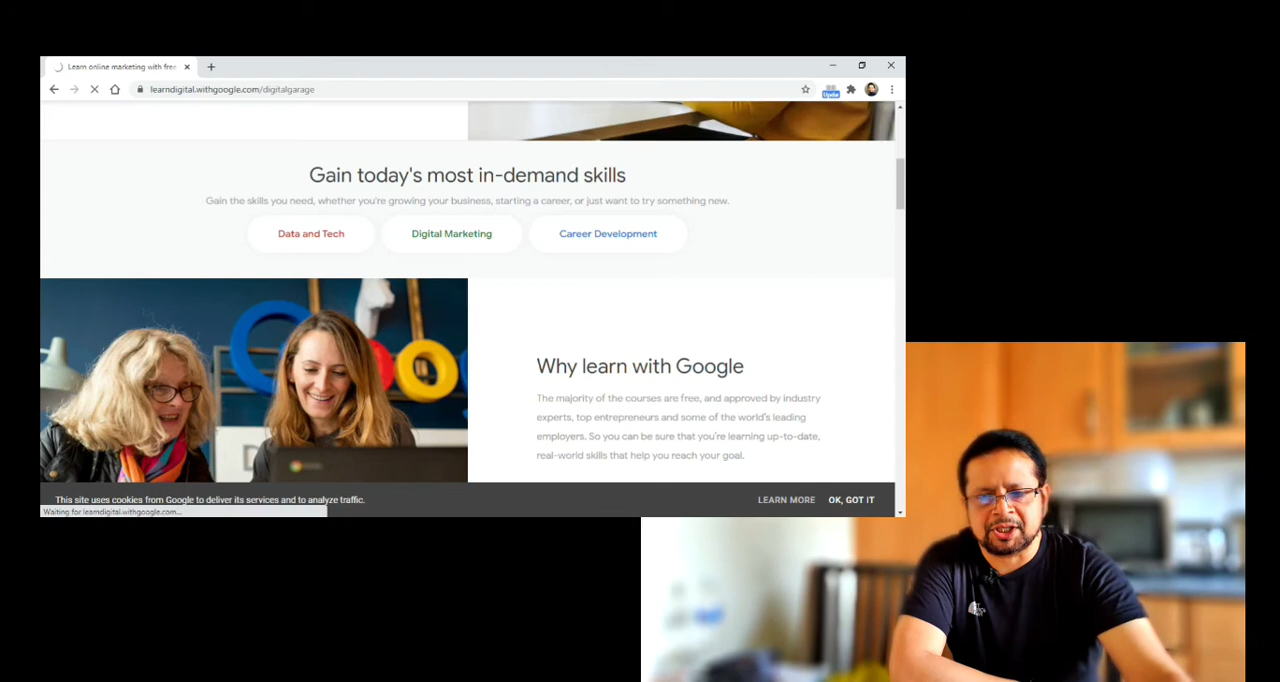 Learn online marketing with free
learndigital.withgoogle.com/digitalgarage
Gain today's most in-demand skills
Gain the skills you need, whether you're growing your business, starting a career, or just want to try something new.
Data and Tech
Digital Marketing
Career Development
Why learn with Google
The majority of the courses are free, and approved by industry
experts, top entrepreneurs and some of the world's leading
employers. So you can be sure that you're learning up-to-date,
real-world skills that help you reach your goal.
This site uses cookies from Google to deliver its services and to analyze traffic.
LEARN MORE
OK, GOT IT
Waiting for learndigital.withgoogle.com...